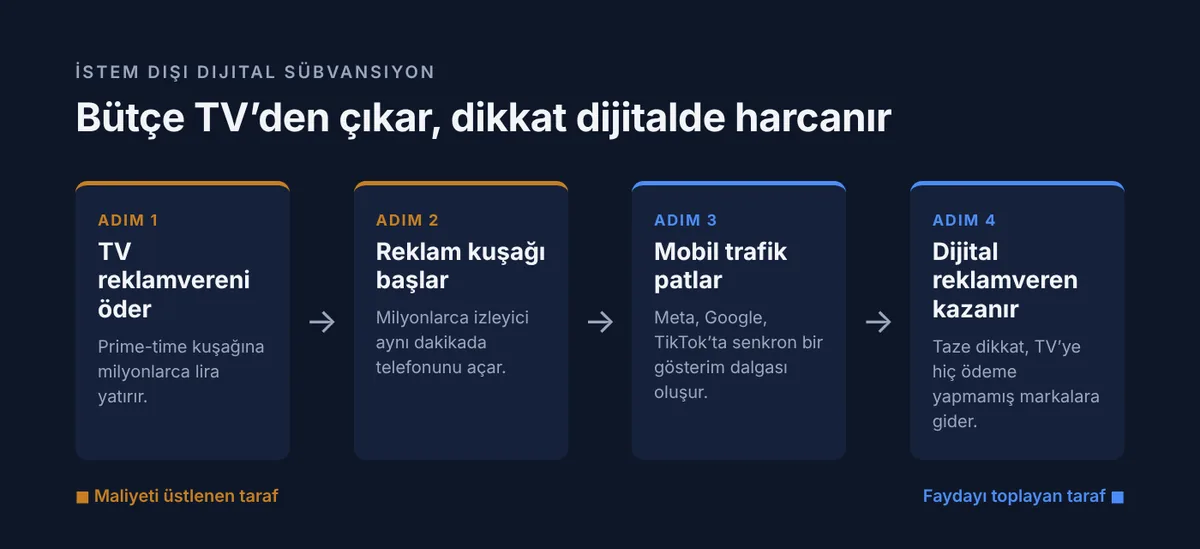 İSTEM DIŞI DIJITAL SÜBVANSIYON
Bütçe TV’den çıkar, dikkat dijitalde harcanır
ADIM 1
TV
reklamvereni
öder
Prime-time kuşağına
milyonlarca lira
yatırır.
→
ADIM 2
Reklam kuşağı
başlar
Milyonlarca izleyici
aynı dakikada
telefonunu açar.
→
ADIM 3
Mobil trafik
patlar
Meta, Google,
TikTok’ta senkron bir
gösterim dalgası
oluşur.
→
ADIM 4
Dijital
reklamveren
kazanır
Taze dikkat, TV’ye
hiç ödeme
yapmamış markalara
gider.
■ Maliyeti üstlenen taraf
Faydayı toplayan taraf ■